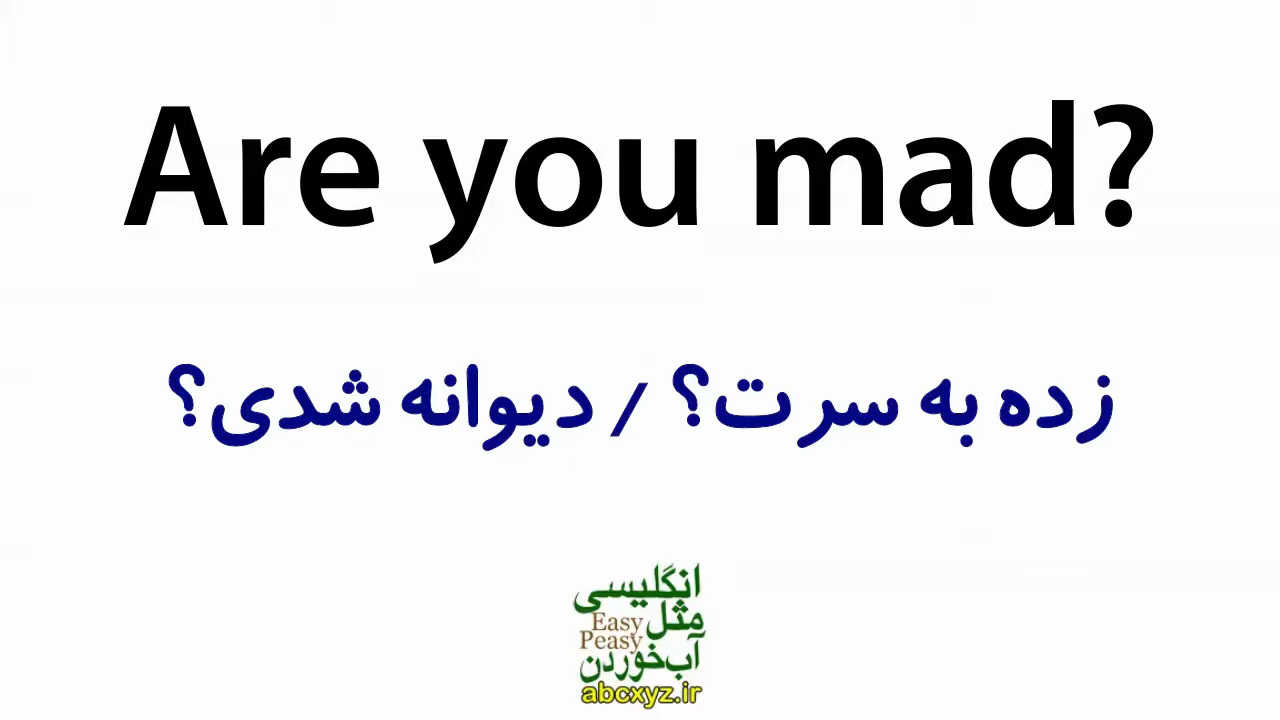 Are you mad?
زده به سرت؟ / دیوانه شدی؟
انگلیسی
مثل Easy
Peasy
آب‌خوردن
abcxyz.ir